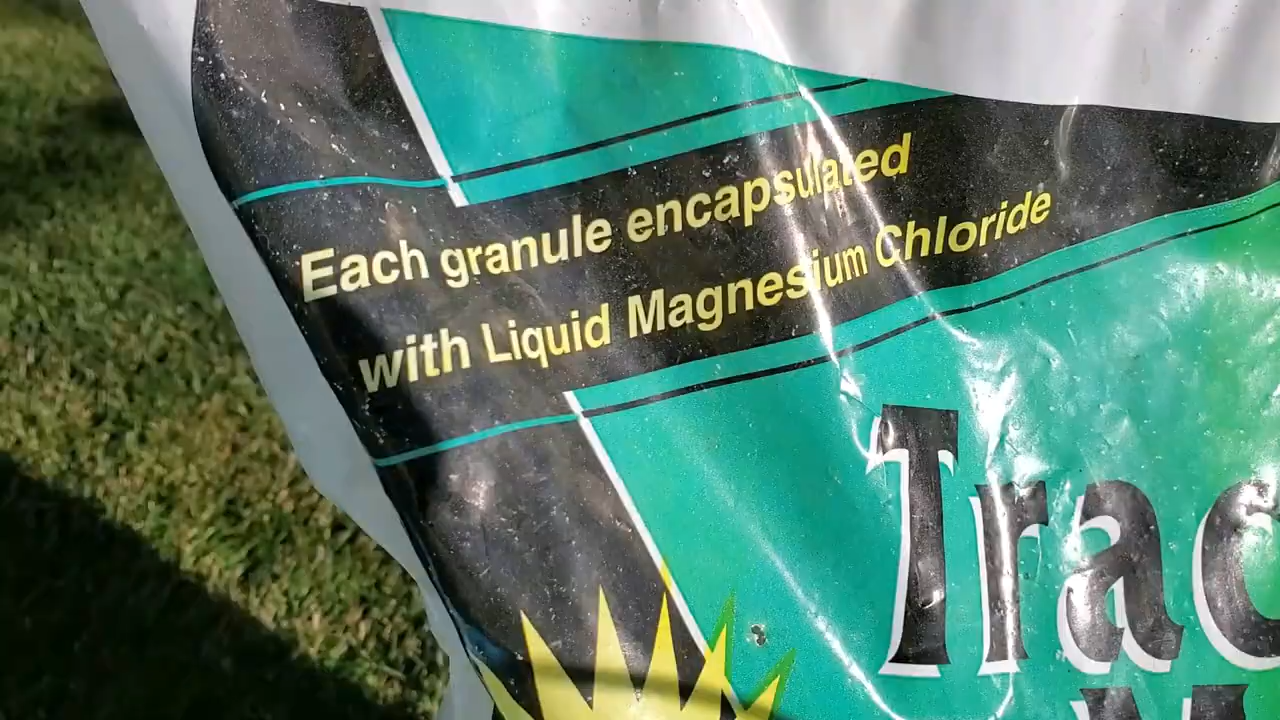 Each granule encapsulated
with Liquid Magnesium Chloride
Trac